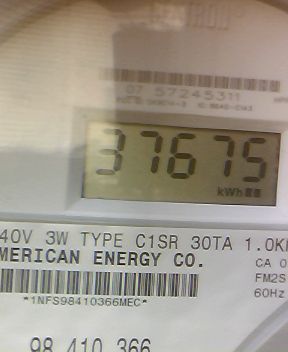 07 57245311
37675
kWh
40V 3W TYPE C1SR 30TA 1.0K
MERICAN ENERGY CO.
CA 0
FM2S
*1NFS98410366MEC*
60Hz
98 410 366